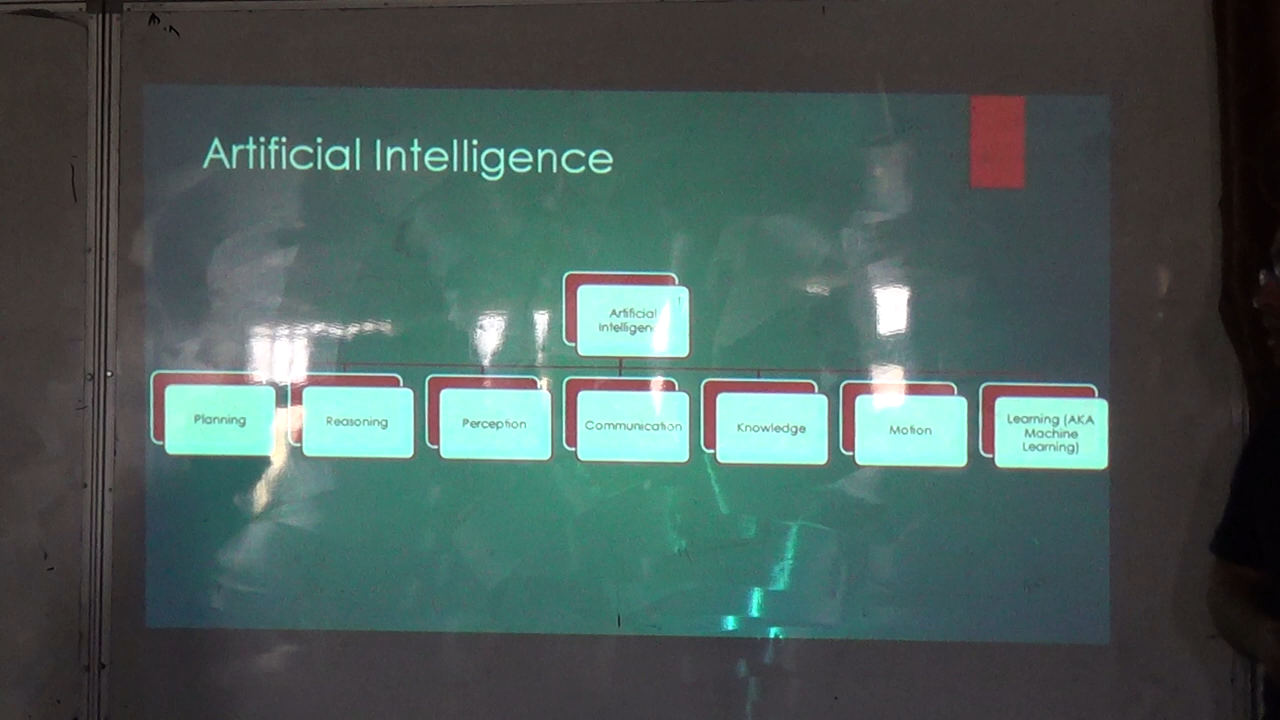 Artificial Intelligence
Artificial
Intelligence
Planning
Reasoning
Perception
Communication
Knowledge
Motion
Learning (AKA
Machine
Learning)